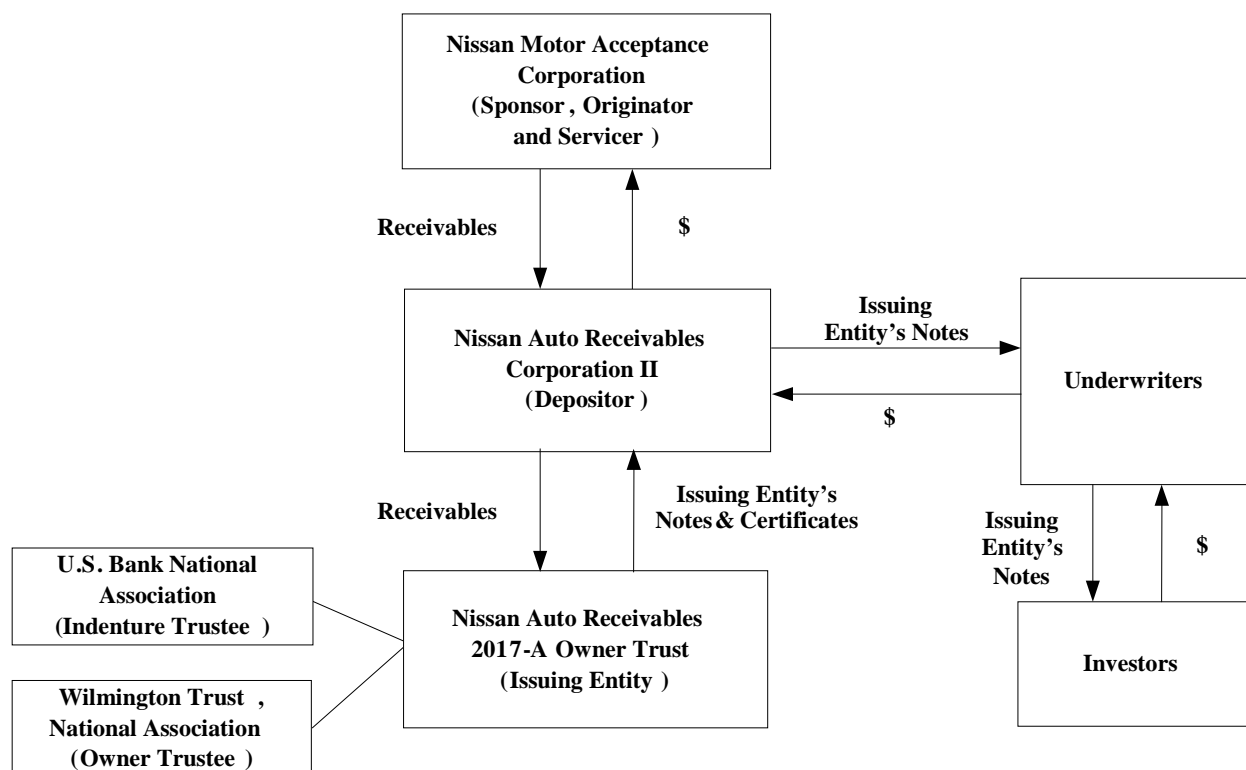 Nissan Motor Acceptance
Corporation
(Sponsor , Originator
and Servicer )
Receivables
$
Nissan Auto Receivables
Corporation II
(Depositor )
Issuing
Entity's Notes
$
Underwriters
Receivables
Issuing Entity's
Notes & Certificates
Issuing
Entity's
Notes
$
U.S. Bank National
Association
(Indenture Trustee )
Nissan Auto Receivables
2017-A Owner Trust
(Issuing Entity )
Investors
Wilmington Trust ,
National Association
(Owner Trustee )